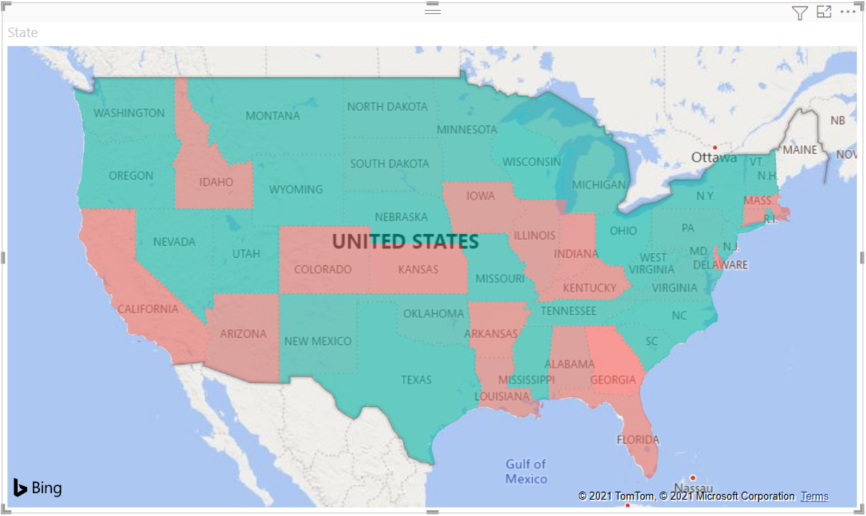 State
WASHINGTON
MONTANA
NORTH DAKOTA
MINNESOTA
NB
Ottawa
MAINE
NOV
OREGON
IDAHO
WYOMING
SOUTH DAKOTA
WISCONSIN
MICHIGAN
VT.
N.H.
N.Y.
MASS.
R.I.
IOWA
NEBRASKA
NEVADA
UTAH
UNITED STATES
ILLINOIS
INDIANA
OHIO
PA
N.J.
MD
DELAWARE
COLORADO
KANSAS
MISSOURI
WEST
VIRGINIA
KENTUCKY
VIRGINIA
CALIFORNIA
ARIZONA
NEW MEXICO
OKLAHOMA
ARKANSAS
TENNESSEE
NC
SC
TEXAS
MISSISSIPPI
ALABAMA
GEORGIA
LOUISIANA
FLORIDA
Gulf of
Mexico
Nassau
Bing
© 2021 TomTom, © 2021 Microsoft Corporation Terms